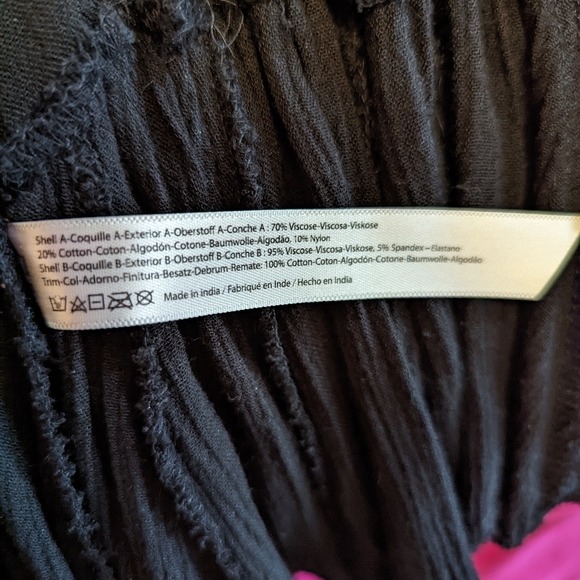 Shell A-Coquille A-Exterior A-Oberstoff A-Conche A : 70% Viscose-Viscosa-Viskose
20% Cotton-Coton-Algodón-Cotone-Baumwolle-Algodão, 10% Nylon
Shell B-Coquille B-Exterior B-Oberstoff B-Conche B : 95% Viscose-Viscosa-Viskose, 5% Spandex - Elastano
Trim-Col-Adorno-Finitura-Besatz-Debrum-Remate: 100% Cotton-Coton-Algodón-Cotone-Baumwolle-Algodão
Made in india / Fabriqué en Inde / Hecho en India